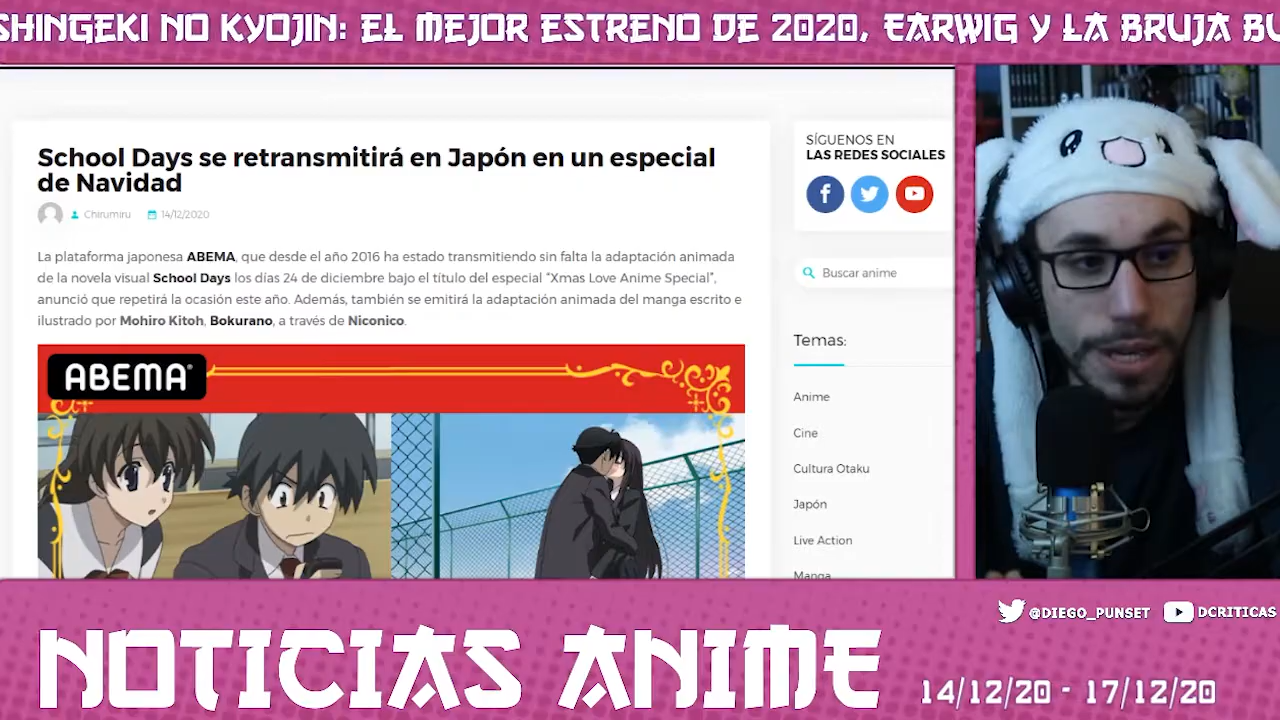 SHINGEKI NO KYOJIN: EL MEJOR ESTRENO DE 2020, EARWIG Y LA BRUJA BU
School Days se retransmitirá en Japón en un especial
de Navidad
Chirumiru 14/12/2020
La plataforma japonesa ABEMA, que desde el año 2016 ha estado transmitiendo sin falta la adaptación animada
de la novela visual School Days los días 24 de diciembre bajo el título del especial “Xmas Love Anime Special”,
anunció que repetirá la ocasión este año. Además, también se emitirá la adaptación animada del manga escrito e
ilustrado por Mohiro Kitoh, Bokurano, a través de Niconico.
ABEMA
SÍGUENOS EN
LAS REDES SOCIALES
Buscar anime
Temas:
Anime
Cine
Cultura Otaku
Japón
Live Action
Manga
@DIEGO_PUNSET DCRITICAS
NOTICIAS ANIME
14/12/20 - 17/12/20